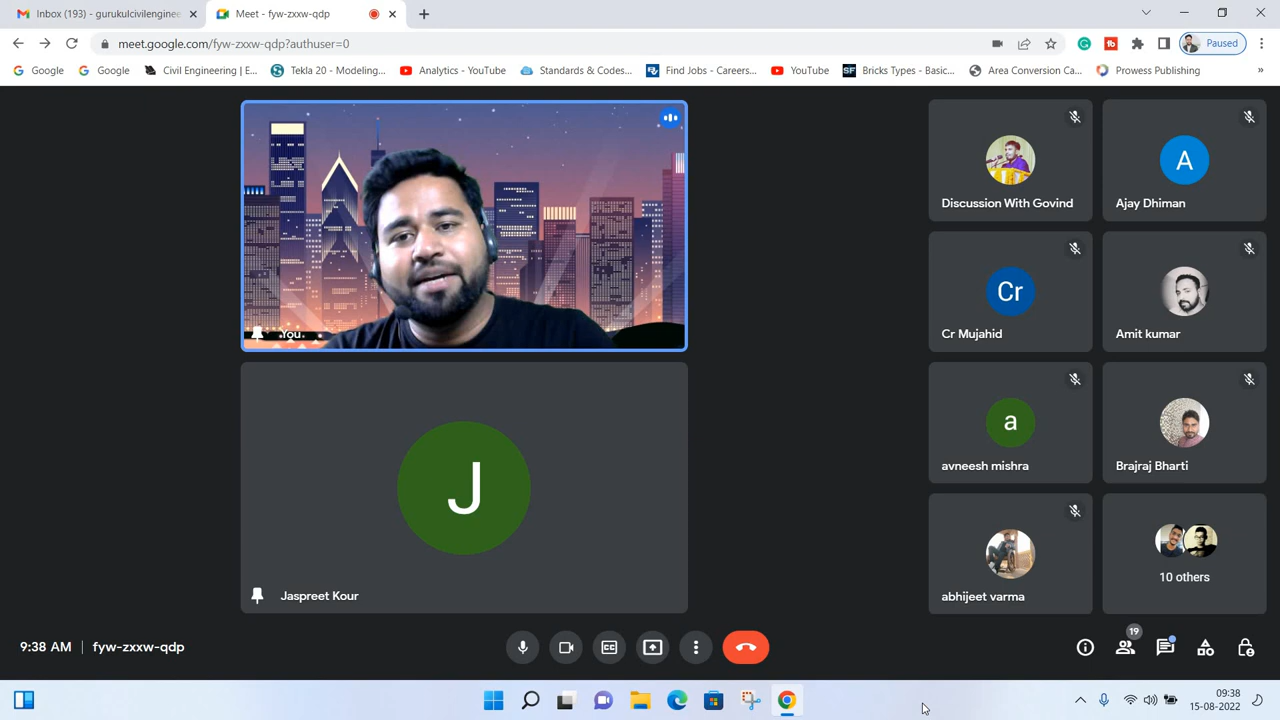 Inbox (193) - gurukulcivilenginee
Meet - fyw-zxxw-qdp
meet.google.com/fyw-zxxw-qdp?authuser=0
Paused
Google
Google
Civil Engineering | E...
Tekla 20 - Modeling...
Analytics - YouTube
Standards & Codes...
Find Jobs - Careers...
YouTube
SF
Bricks Types - Basic...
Area Conversion Ca...
Prowess Publishing
»
You
Discussion With Govind
A
Ajay Dhiman
Cr
Cr Mujahid
Amit kumar
J
Jaspreet Kour
a
avneesh mishra
Brajraj Bharti
abhijeet varma
10 others
9:38 AM | fyw-zxxw-qdp
CC
19
09:38
15-08-2022